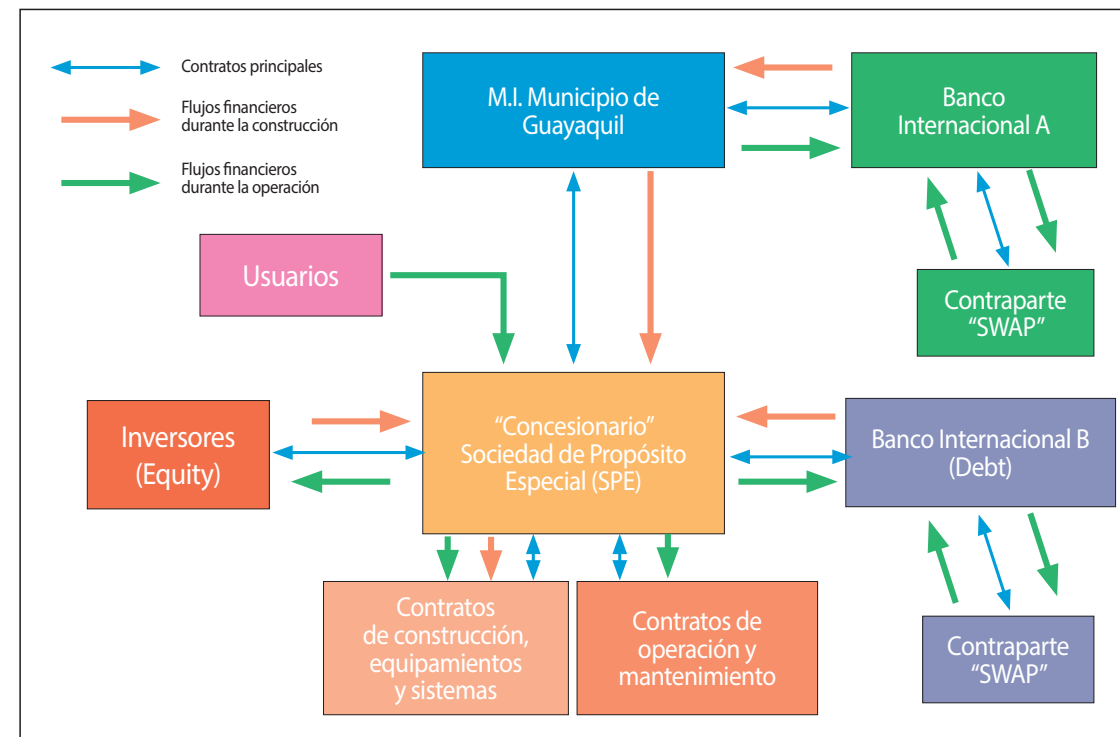 Contratos principales
Flujos financieros
durante la construcción
Flujos financieros
durante la operación
M.I. Municipio de
Guayaquil
Banco
Internacional A
Usuarios
Contraparte
“SWAP”
Inversores
(Equity)
“Concesionario”
Sociedad de Propósito
Especial (SPE)
Banco Internacional B
(Debt)
Contratos
de construcción,
equipamientos
y sistemas
Contratos de
operación y
mantenimiento
Contraparte
“SWAP”